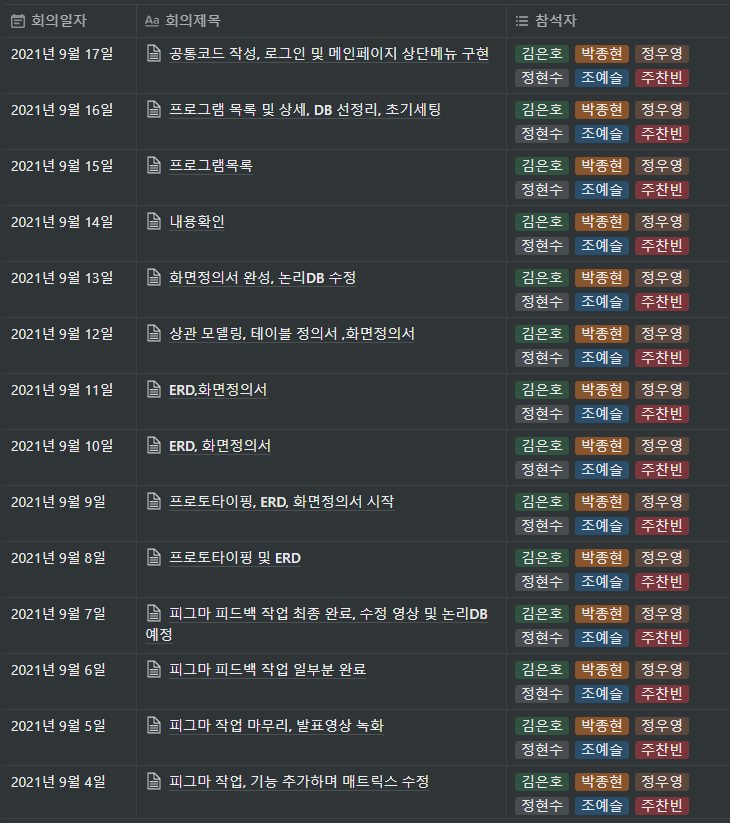 회의일자 Aa 회의제목 참석자
2021년 9월 17일 공통코드 작성, 로그인 및 메인페이지 상단메뉴 구현 김은호 박종현 정우영
정현수 조예슬 주찬빈
2021년 9월 16일 프로그램 목록 및 상세, DB 선정리, 초기세팅 김은호 박종현 정우영
정현수 조예슬 주찬빈
2021년 9월 15일 프로그램목록 김은호 박종현 정우영
정현수 조예슬 주찬빈
2021년 9월 14일 내용확인 김은호 박종현 정우영
정현수 조예슬 주찬빈
2021년 9월 13일 화면정의서 완성, 논리DB 수정 김은호 박종현 정우영
정현수 조예슬 주찬빈
2021년 9월 12일 상관 모델링, 테이블 정의서 ,화면정의서 김은호 박종현 정우영
정현수 조예슬 주찬빈
2021년 9월 11일 ERD,화면정의서 김은호 박종현 정우영
정현수 조예슬 주찬빈
2021년 9월 10일 ERD, 화면정의서 김은호 박종현 정우영
정현수 조예슬 주찬빈
2021년 9월 9일 프로토타이핑, ERD, 화면정의서 시작 김은호 박종현 정우영
정현수 조예슬 주찬빈
2021년 9월 8일 프로토타이핑 및 ERD 김은호 박종현 정우영
정현수 조예슬 주찬빈
2021년 9월 7일 피그마 피드백 작업 최종 완료, 수정 영상 및 논리DB 김은호 박종현 정우영
예정 정현수 조예슬 주찬빈
2021년 9월 6일 피그마 피드백 작업 일부분 완료 김은호 박종현 정우영
정현수 조예슬 주찬빈
2021년 9월 5일 피그마 작업 마무리, 발표영상 녹화 김은호 박종현 정우영
정현수 조예슬 주찬빈
2021년 9월 4일 피그마 작업, 기능 추가하며 매트릭스 수정 김은호 박종현 정우영
정현수 조예슬 주찬빈